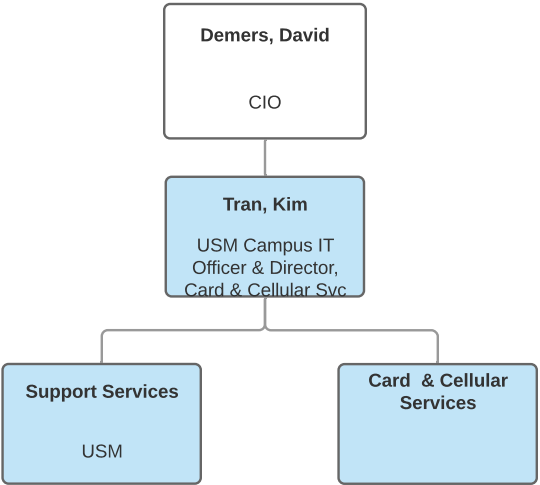 Demers, David
CIO
Tran, Kim
USM Campus IT
Officer & Director,
Card & Cellular Svc
Support Services
USM
Card & Cellular
Services